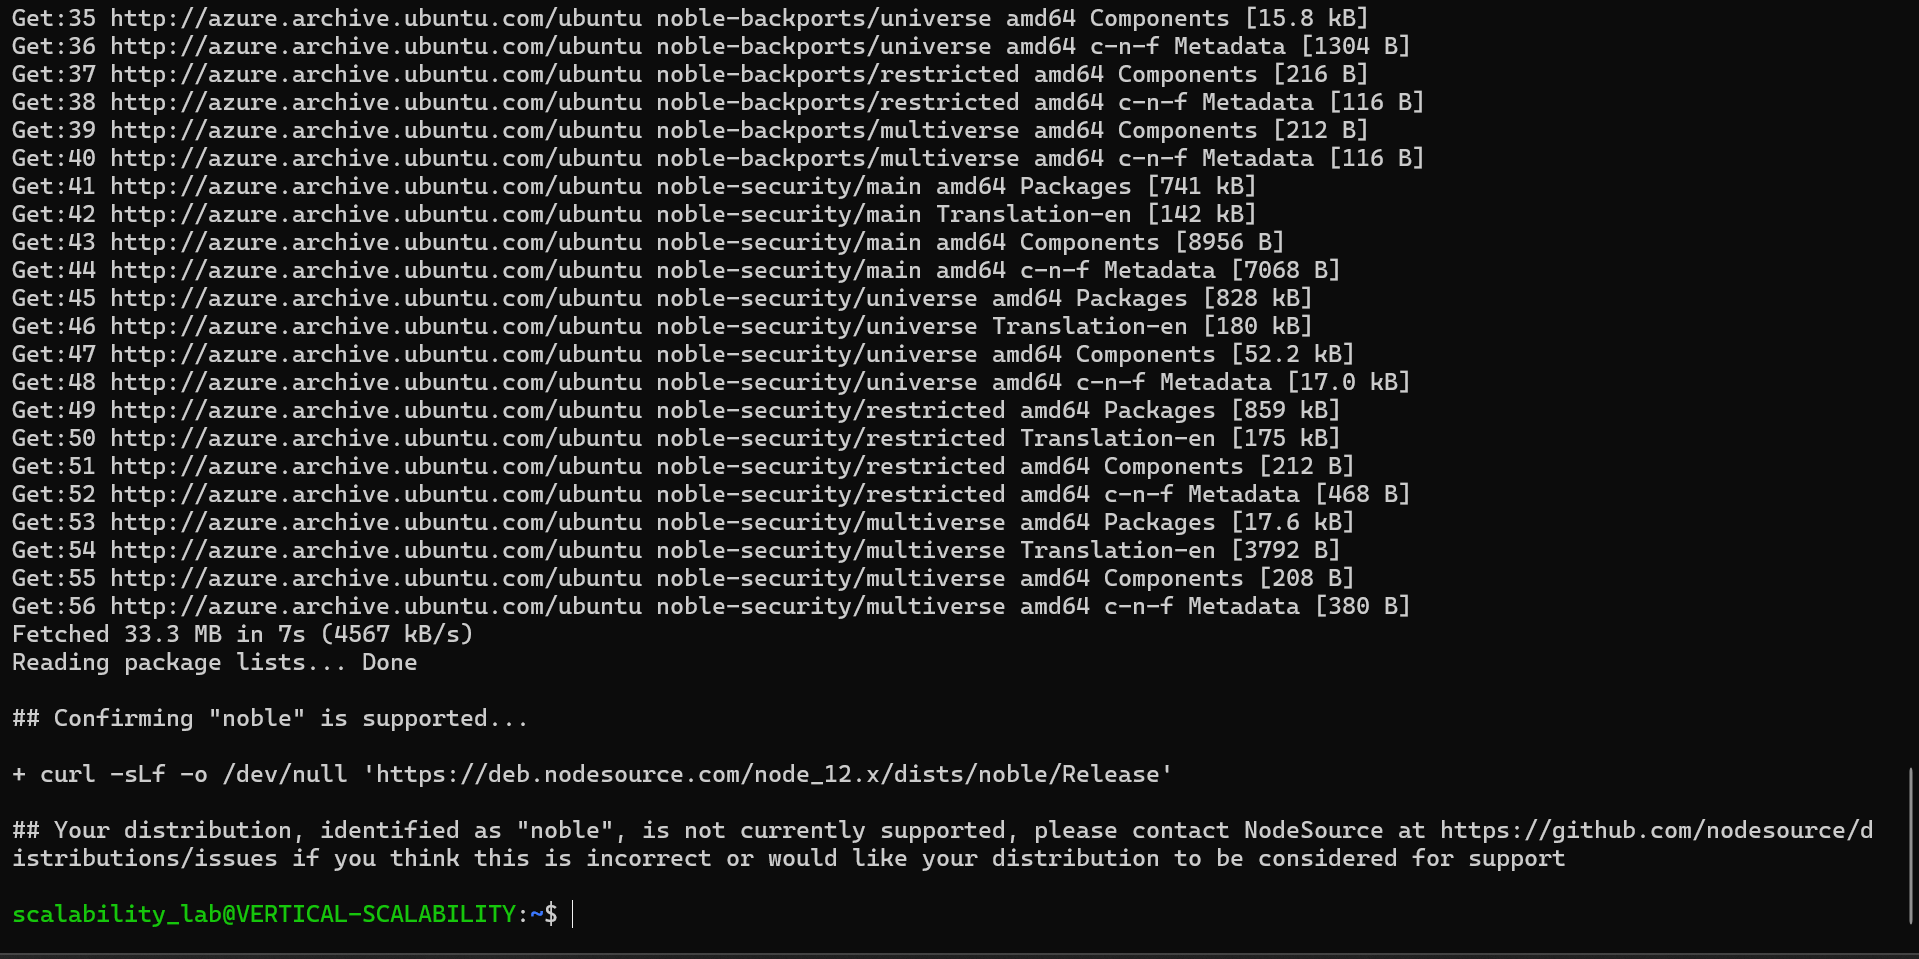 Get:35 http://azure.archive.ubuntu.com/ubuntu noble-backports/universe amd64 Components [15.8 kB]
Get:36 http://azure.archive.ubuntu.com/ubuntu noble-backports/universe amd64 c-n-f Metadata [1304 B]
Get:37 http://azure.archive.ubuntu.com/ubuntu noble-backports/restricted amd64 Components [216 B]
Get:38 http://azure.archive.ubuntu.com/ubuntu noble-backports/restricted amd64 c-n-f Metadata [116 B]
Get:39 http://azure.archive.ubuntu.com/ubuntu noble-backports/multiverse amd64 Components [212 B]
Get:40 http://azure.archive.ubuntu.com/ubuntu noble-backports/multiverse amd64 c-n-f Metadata [116 B]
Get:41 http://azure.archive.ubuntu.com/ubuntu noble-security/main amd64 Packages [741 kB]
Get:42 http://azure.archive.ubuntu.com/ubuntu noble-security/main Translation-en [142 kB]
Get:43 http://azure.archive.ubuntu.com/ubuntu noble-security/main amd64 Components [8956 B]
Get:44 http://azure.archive.ubuntu.com/ubuntu noble-security/main amd64 c-n-f Metadata [7068 B]
Get:45 http://azure.archive.ubuntu.com/ubuntu noble-security/universe amd64 Packages [828 kB]
Get:46 http://azure.archive.ubuntu.com/ubuntu noble-security/universe Translation-en [180 kB]
Get:47 http://azure.archive.ubuntu.com/ubuntu noble-security/universe amd64 Components [52.2 kB]
Get:48 http://azure.archive.ubuntu.com/ubuntu noble-security/universe amd64 c-n-f Metadata [17.0 kB]
Get:49 http://azure.archive.ubuntu.com/ubuntu noble-security/restricted amd64 Packages [859 kB]
Get:50 http://azure.archive.ubuntu.com/ubuntu noble-security/restricted Translation-en [175 kB]
Get:51 http://azure.archive.ubuntu.com/ubuntu noble-security/restricted amd64 Components [212 B]
Get:52 http://azure.archive.ubuntu.com/ubuntu noble-security/restricted amd64 c-n-f Metadata [468 B]
Get:53 http://azure.archive.ubuntu.com/ubuntu noble-security/multiverse amd64 Packages [17.6 kB]
Get:54 http://azure.archive.ubuntu.com/ubuntu noble-security/multiverse Translation-en [3792 B]
Get:55 http://azure.archive.ubuntu.com/ubuntu noble-security/multiverse amd64 Components [208 B]
Get:56 http://azure.archive.ubuntu.com/ubuntu noble-security/multiverse amd64 c-n-f Metadata [380 B]
Fetched 33.3 MB in 7s (4567 kB/s)
Reading package lists... Done
## Confirming "noble" is supported...
+ curl -sLf -o /dev/null 'https://deb.nodesource.com/node_12.x/dists/noble/Release'
## Your distribution, identified as "noble", is not currently supported, please contact NodeSource at https://github.com/nodesource/d
istributions/issues if you think this is incorrect or would like your distribution to be considered for support
scalability_lab@VERTICAL-SCALABILITY:~$